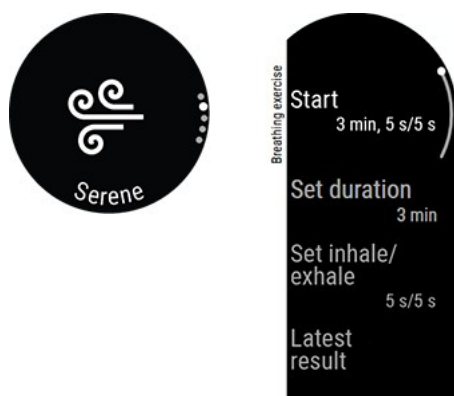 Serene
Breathing exercise
Start
3 min, 5 s/5 s
Set duration
3 min
Set inhale/
exhale
5 s/5 s
Latest
result